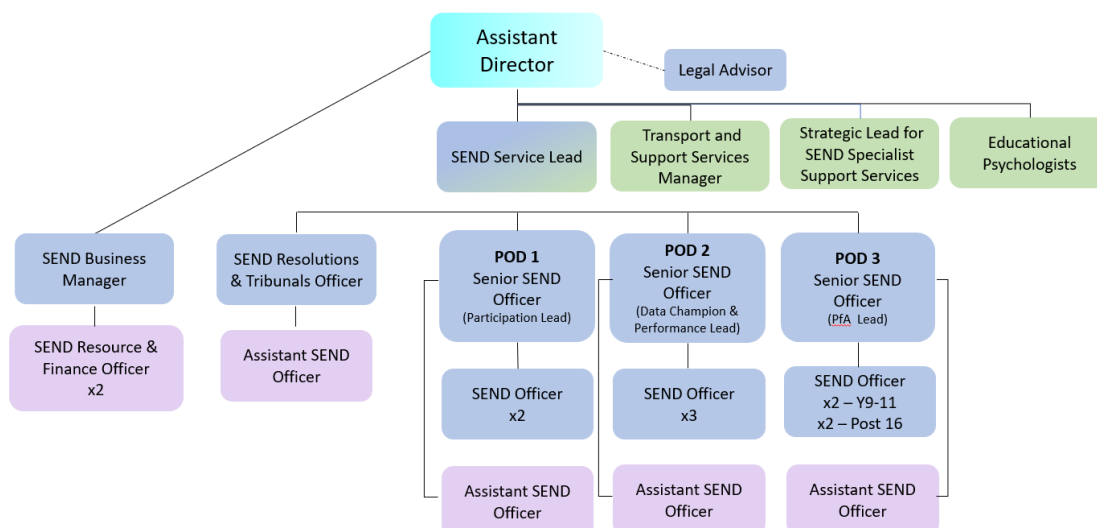 Assistant
Director
Legal Advisor
SEND Service Lead
Transport and
Support Services
Manager
Strategic Lead for
SEND Specialist
Support Services
Educational
Psychologists
SEND Business
Manager
SEND Resolutions
& Tribunals Officer
POD 1
Senior SEND
Officer
(Participation Lead)
POD 2
Senior SEND
Officer
(Data Champion &
Performance Lead)
POD 3
Senior SEND
Officer
(PfA Lead)
SEND Resource &
Finance Officer
x2
Assistant SEND
Officer
SEND Officer
x2
SEND Officer
x3
SEND Officer
x2 – Y9-11
x2 – Post 16
Assistant SEND
Officer
Assistant SEND
Officer
Assistant SEND
Officer